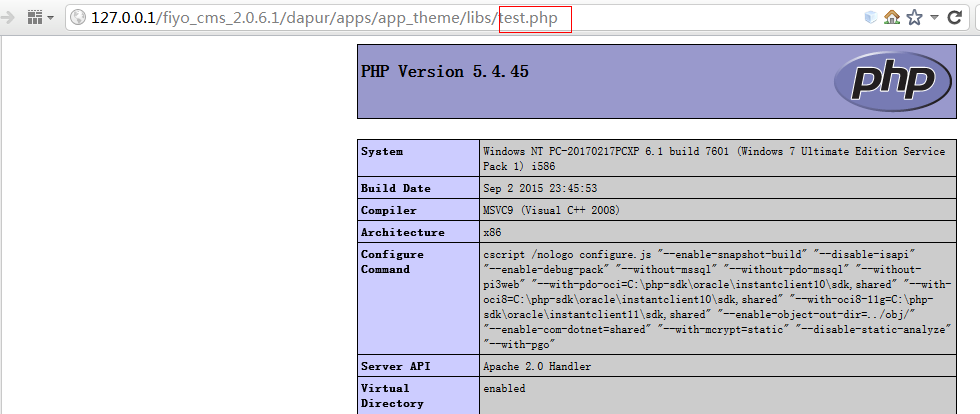 127.0.0.1/fiyo_cms_2.0.6.1/dapur/apps/app_theme/libs/test.php
PHP Version 5.4.45
php
System
Windows NT PC-20170217PCXP 6.1 build 7601 (Windows 7 Ultimate Edition Service
Pack 1) i586
Build Date
Sep 2 2015 23:45:53
Compiler
MSVC9 (Visual C++ 2008)
Architecture
x86
Configure
Command
cscript /nologo configure.js "--enable-snapshot-build" "--disable-isapi"
"--enable-debug-pack" "--without-mssql" "--without-pdo-mssql" "--without-
pi3web" "--with-pdo-oci=C:\php-sdk\oracle\instantclient10\sdk,shared" "--with-
oci8=C:\php-sdk\oracle\instantclient10\sdk,shared" "--with-oci8-11g=C:\php-
sdk\oracle\instantclient11\sdk,shared" "--enable-object-out-dir=../obj/"
"--enable-com-dotnet=shared" "--with-mcrypt=static" "--disable-static-analyze"
"--with-pgo"
Server API
Apache 2.0 Handler
Virtual
Directory
enabled